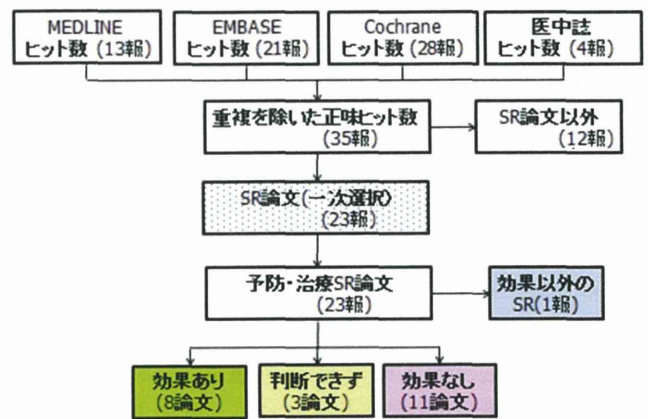 MEDLINE
ヒット数 (13報)
EMBASE
ヒット数 (21報)
Cochrane
ヒット数 (28報)
医中誌
ヒット数 (4報)
重複を除いた正味ヒット数
(35報)
SR論文以外
(12報)
SR論文(一次選択)
(23報)
予防・治療SR論文
(23報)
効果以外の
SR(1報)
効果あり
(8論文)
判断できず
(3論文)
効果なし
(11論文)